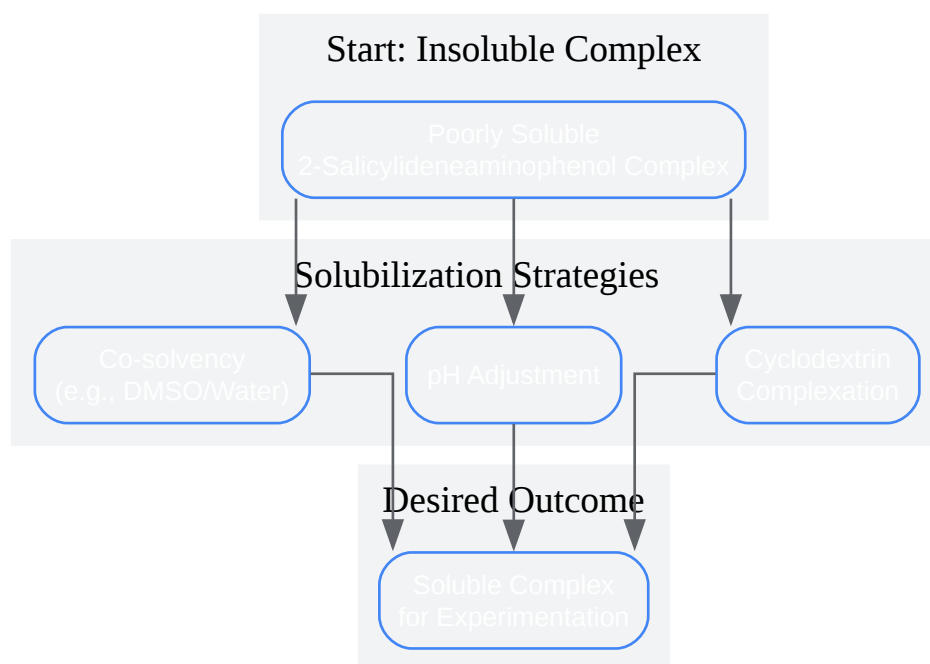 Start: Insoluble Complex
Poorly Soluble
2-Salicylideneaminophenol Complex
Solubilization Strategies
Co-solvency
(e.g., DMSO/Water)
pH Adjustment
Cyclodextrin
Complexation
Desired Outcome
Soluble Complex
for Experimentation